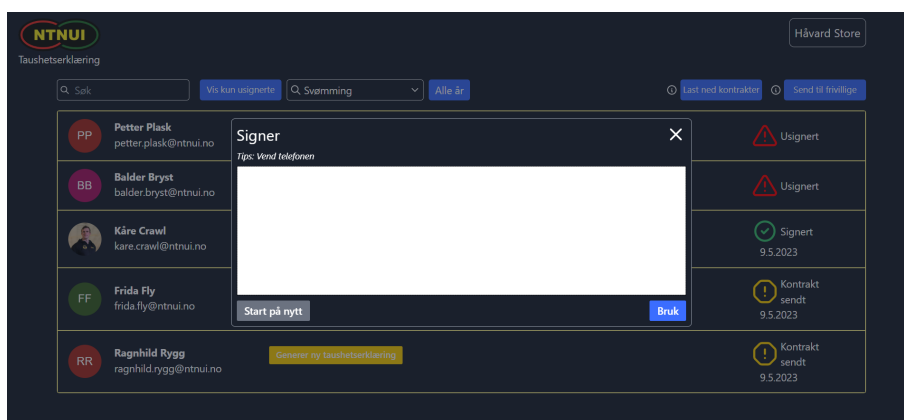 NTNUI
Taushetserklæring
Håvard Store
Søk
Vis kun usignerte
Svømming
Alle år
Last ned kontrakter
Send til frivillige
PP
Petter Plask
petter.plask@ntnui.no
Usignert
Signer
Tips: Vend telefonen
BB
Balder Bryst
balder.bryst@ntnui.no
Usignert
Kåre Crawl
kare.crawl@ntnui.no
Signert
9.5.2023
FF
Frida Fly
frida.fly@ntnui.no
Kontrakt
sendt
9.5.2023
Start på nytt
Bruk
RR
Ragnhild Rygg
ragnhild.rygg@ntnui.no
Generer ny taushetserklæring
Kontrakt
sendt
9.5.2023